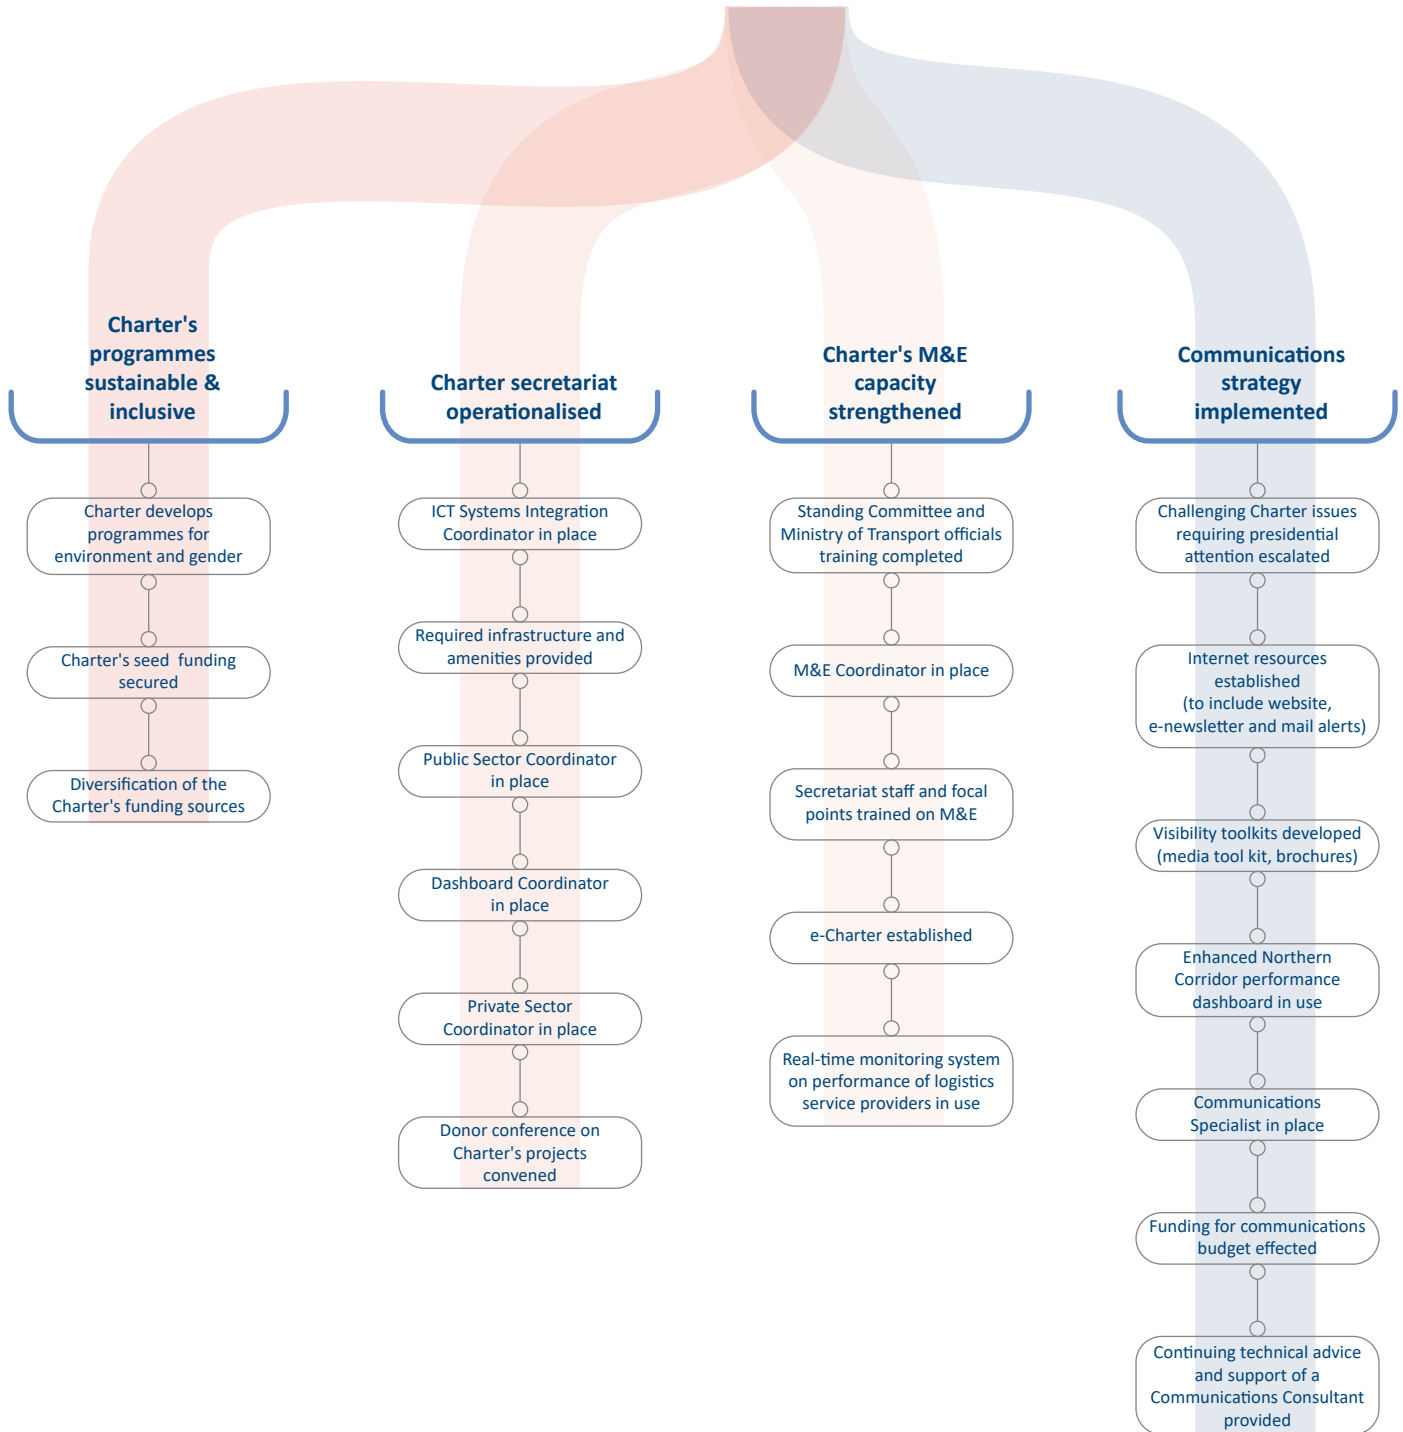 Charter's
programmes
sustainable &
inclusive
Charter develops
programmes for
environment and gender
Charter's seed funding
secured
Diversification of the
Charter's funding sources
Charter secretariat
operationalised
ICT Systems Integration
Coordinator in place
Required infrastructure and
amenities provided
Public Sector Coordinator
in place
Dashboard Coordinator
in place
Private Sector
Coordinator in place
Donor conference on
Charter's projects
convened
Charter's M&E
capacity
strengthened
Standing Committee and
Ministry of Transport officials
training completed
M&E Coordinator in place
Secretariat staff and focal
points trained on M&E
e-Charter established
Real-time monitoring system
on performance of logistics
service providers in use
Communications
strategy
implemented
Challenging Charter issues
requiring presidential
attention escalated
Internet resources
established
(to include website,
e-newsletter and mail alerts)
Visibility toolkits developed
(media tool kit, brochures)
Enhanced Northern
Corridor performance
dashboard in use
Communications
Specialist in place
Funding for communications
budget effected
Continuing technical advice
and support of a
Communications Consultant
provided